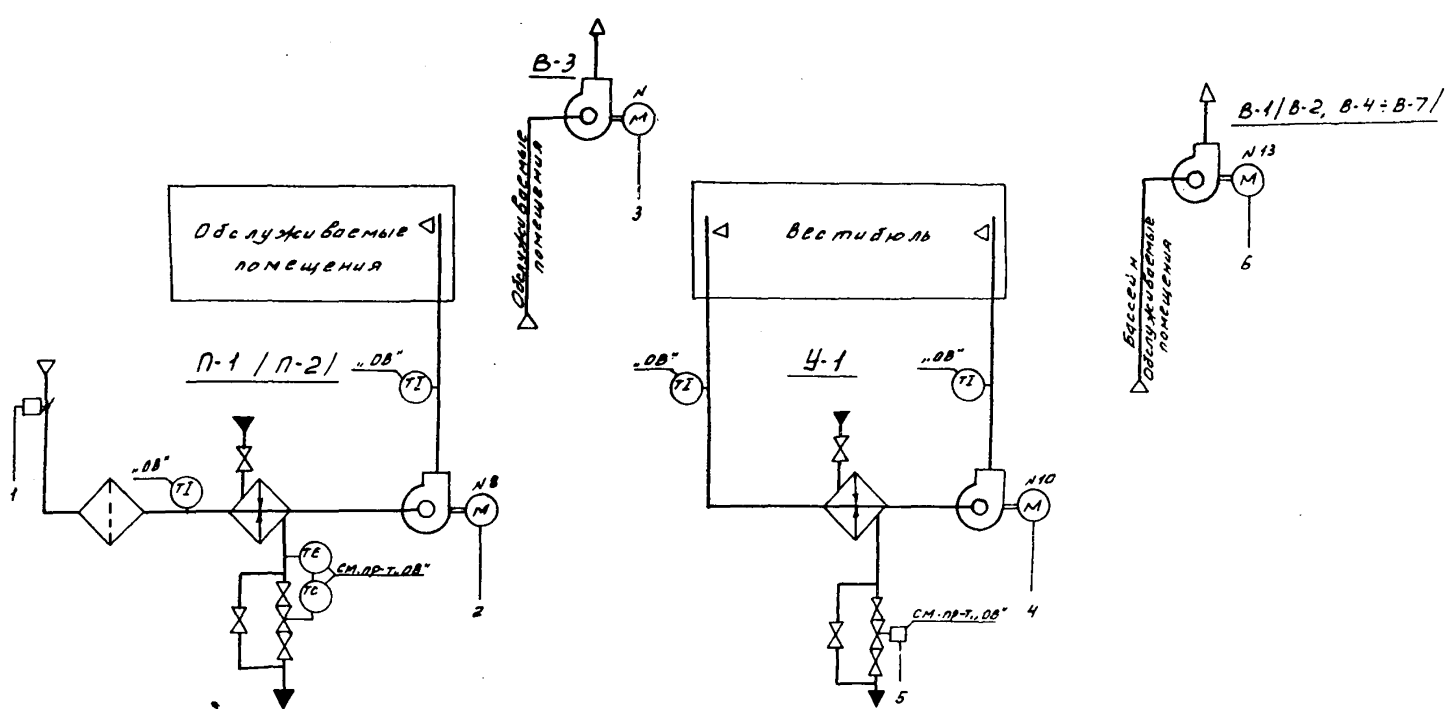 В-3
N
М
3
Обслуживаемые
помещения
В-1/В-2, В-4÷В-7/
N13
М
6
Бассейн
Обслуживаемые
помещения
Обслуживаемые
помещения
Вестибюль
П-1 /П-2/
„ОВ"
TI
„ОВ"
TI
У-1
„ОВ"
TI
1
„ОВ"
TI
N8
М
2
TE
TC
см.пр-т„ОВ"
N10
М
4
см.пр-т„ОВ"
5